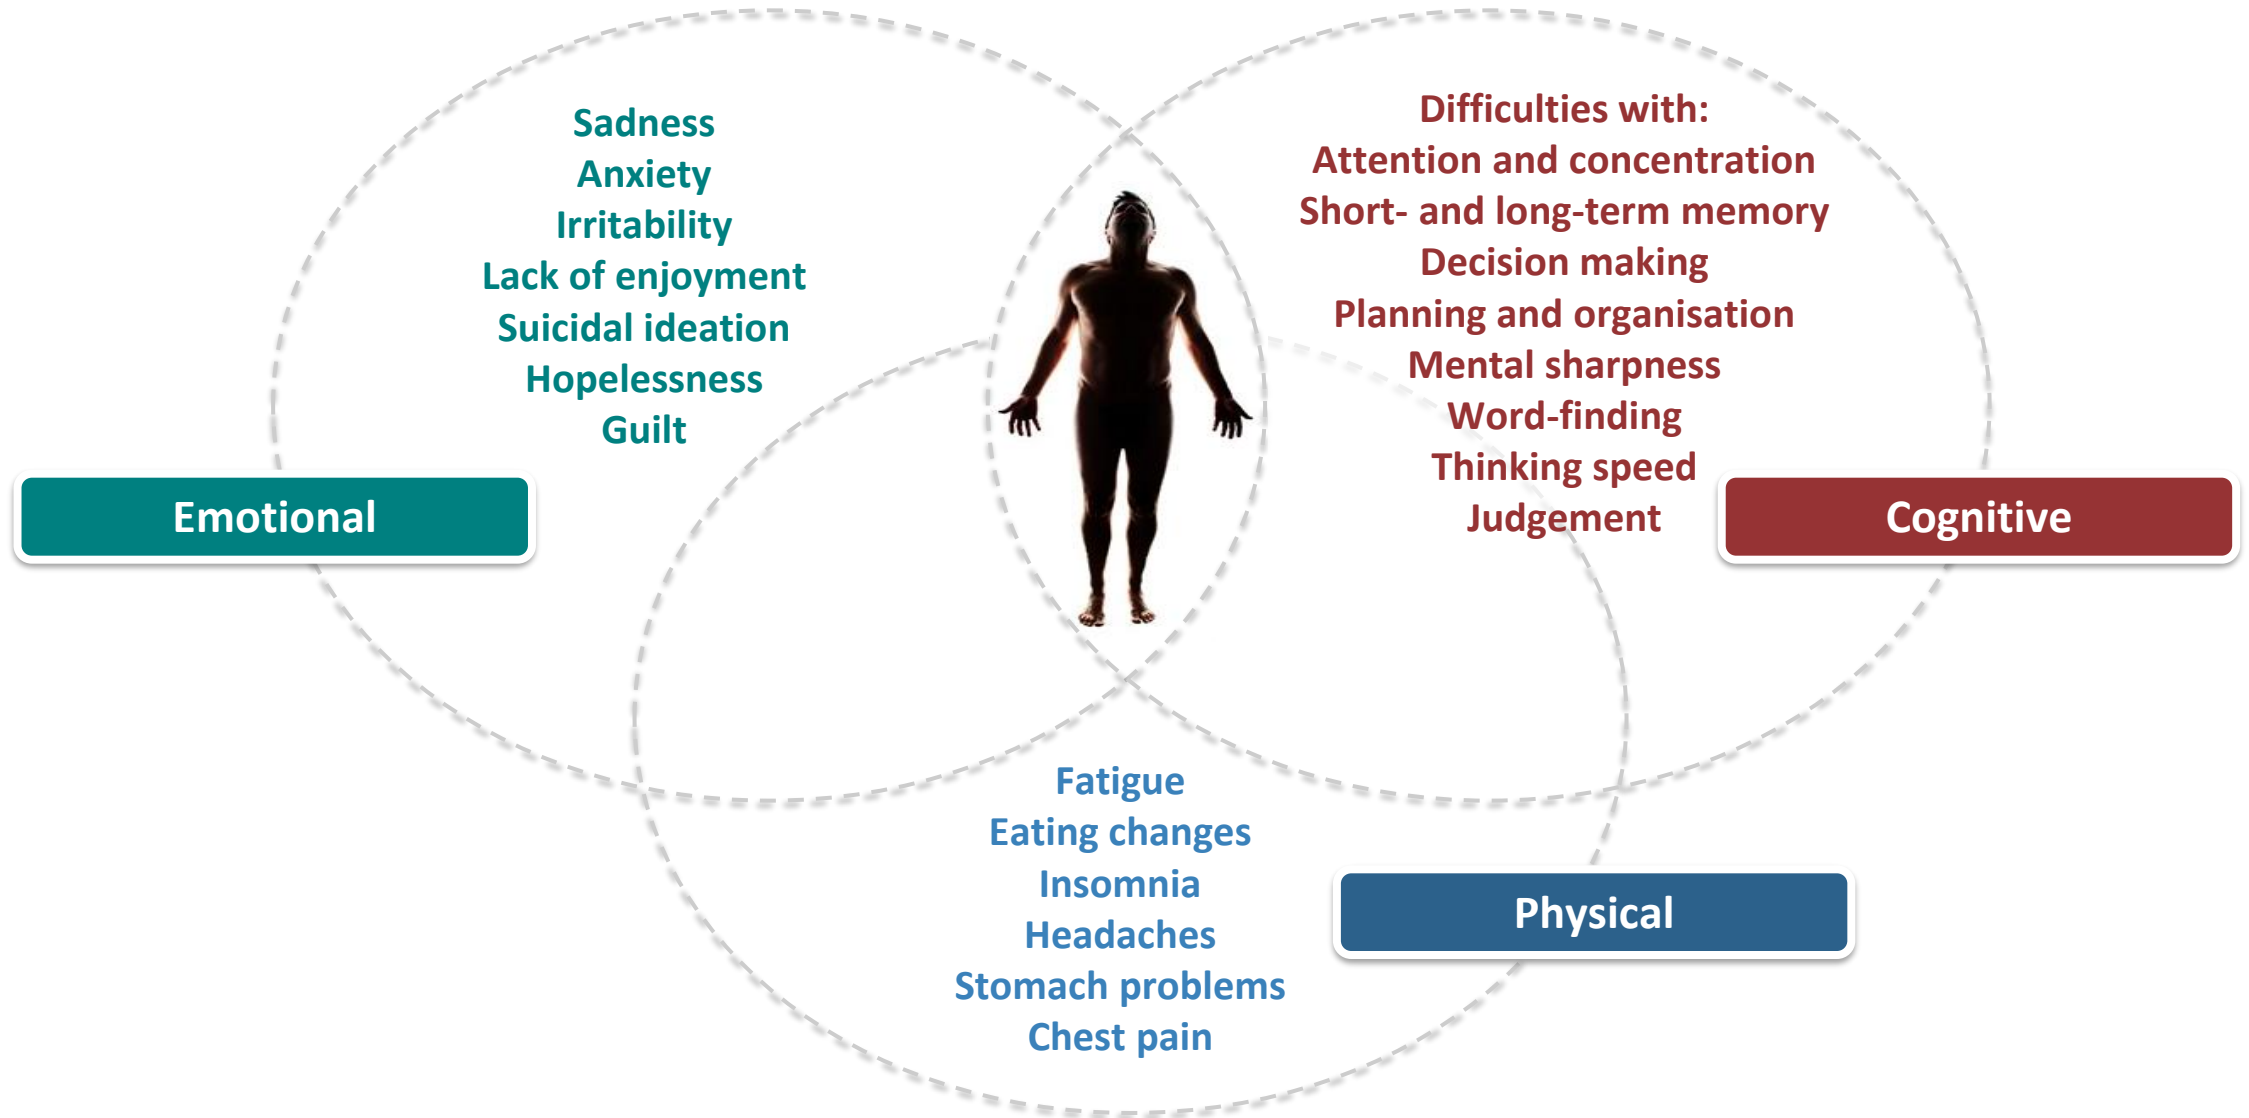 Sadness
Anxiety
Irritability
Lack of enjoyment
Suicidal ideation
Hopelessness
Guilt
Emotional
Difficulties with:
Attention and concentration
Short- and long-term memory
Decision making
Planning and organisation
Mental sharpness
Word-finding
Thinking speed
Judgement
Cognitive
Fatigue
Eating changes
Insomnia
Headaches
Stomach problems
Chest pain
Physical